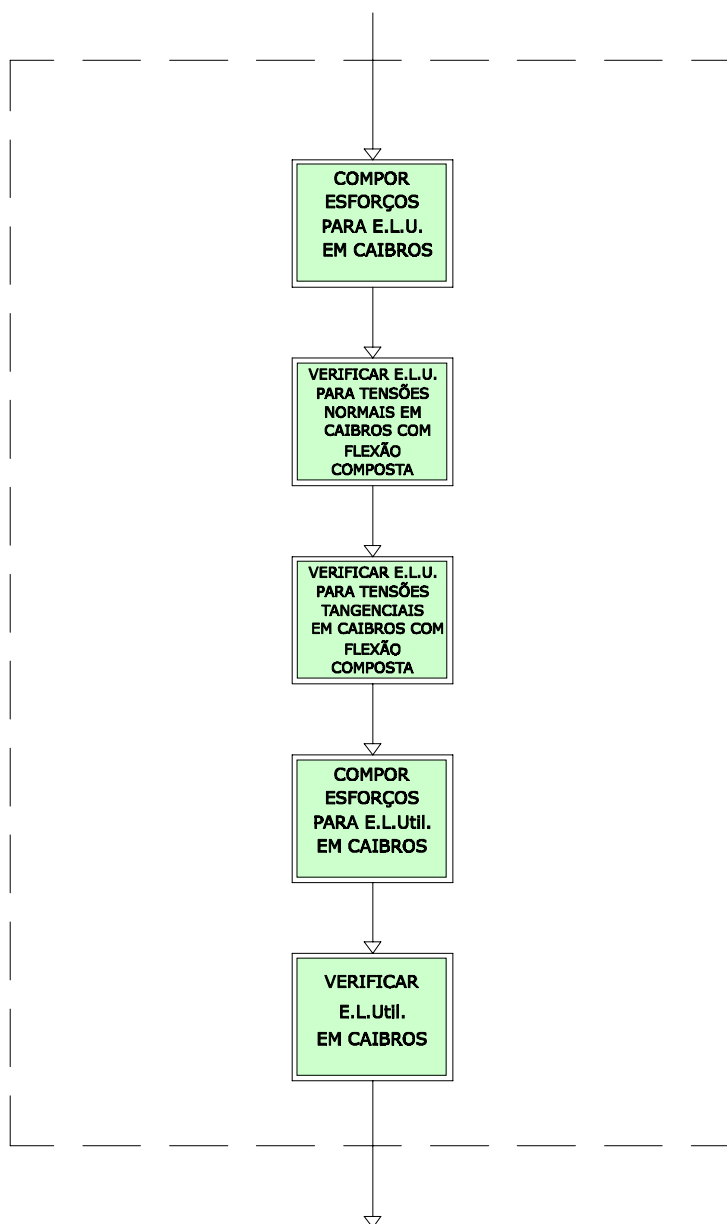 COMPOR
ESFORÇOS
PARA E.L.U.
EM CAIBROS
VERIFICAR E.L.U.
PARA TENSÕES
NORMAIS EM
CAIBROS COM
FLEXÃO
COMPOSTA
VERIFICAR E.L.U.
PARA TENSÕES
TANGENCIAIS
EM CAIBROS COM
FLEXÃO
COMPOSTA
COMPOR
ESFORÇOS
PARA E.L.Util.
EM CAIBROS
VERIFICAR
E.L.Util.
EM CAIBROS